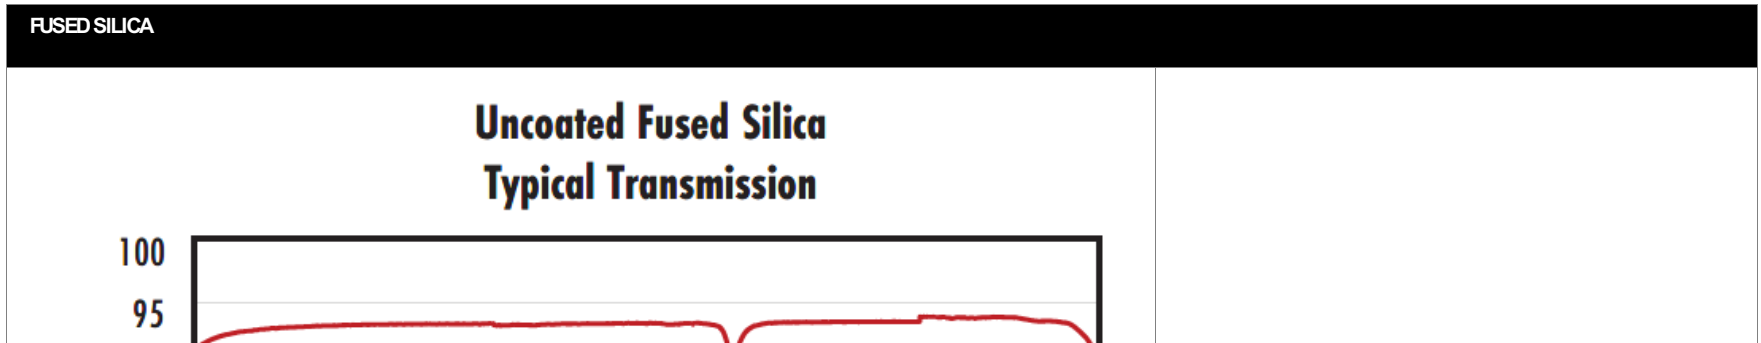 FUSED SILICA
Uncoated Fused Silica
Typical Transmission
100
95